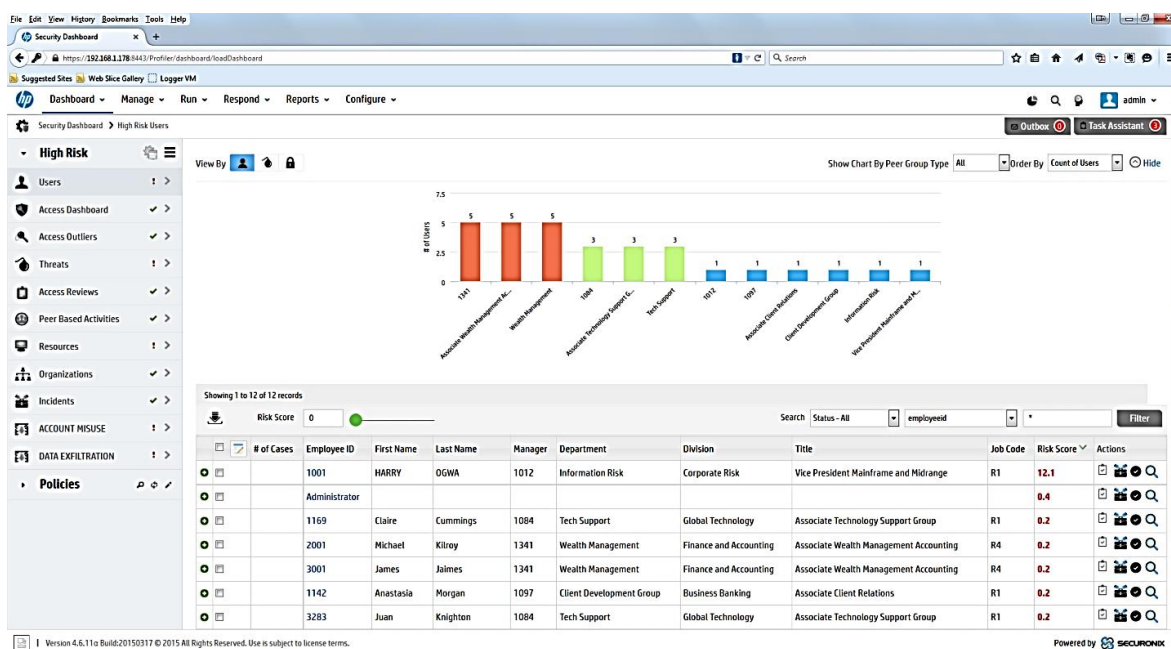 File Edit View History Bookmarks Tools Help
Security Dashboard × +
https://192.168.1.178:8443/Profiler/dashboard/loadDashboard Search
Suggested Sites Web Slice Gallery Logger VM
hp Dashboard Manage Run Respond Reports Configure admin
Security Dashboard > High Risk Users Outbox 0 Task Assistant 3
High Risk
Users
Access Dashboard
Access Outliers
Threats
Access Reviews
Peer Based Activities
Resources
Organizations
Incidents
ACCOUNT MISUSE
DATA EXFILTRATION
Policies
View By Show Chart By Peer Group Type All Order By Count of Users Hide
# of Users
7.5
5
2.5
0
5 5 5 3 3 3 1 1 1 1 1 1
1341
Associate Wealth Management Ac...
Wealth Management
1084
Associate Technology Support G...
Tech Support
1012
1097
Associate Client Relations
Client Development Group
Information Risk
Vice President Mainframe and M...
Showing 1 to 12 of 12 records
Risk Score 0 Search Status - All employeeid * Filter
# of Cases Employee ID First Name Last Name Manager Department Division Title Job Code Risk Score Actions
1001 HARRY OGWA 1012 Information Risk Corporate Risk Vice President Mainframe and Midrange R1 12.1
Administrator 0.4
1169 Claire Cummings 1084 Tech Support Global Technology Associate Technology Support Group R1 0.2
2001 Michael Kilroy 1341 Wealth Management Finance and Accounting Associate Wealth Management Accounting R4 0.2
3001 James Jaimes 1341 Wealth Management Finance and Accounting Associate Wealth Management Accounting R4 0.2
1142 Anastasia Morgan 1097 Client Development Group Business Banking Associate Client Relations R1 0.2
3283 Juan Knighton 1084 Tech Support Global Technology Associate Technology Support Group R1 0.2
Version 4.6.11a Build:20150317 © 2015 All Rights Reserved. Use is subject to license terms. Powered by SECURONIX